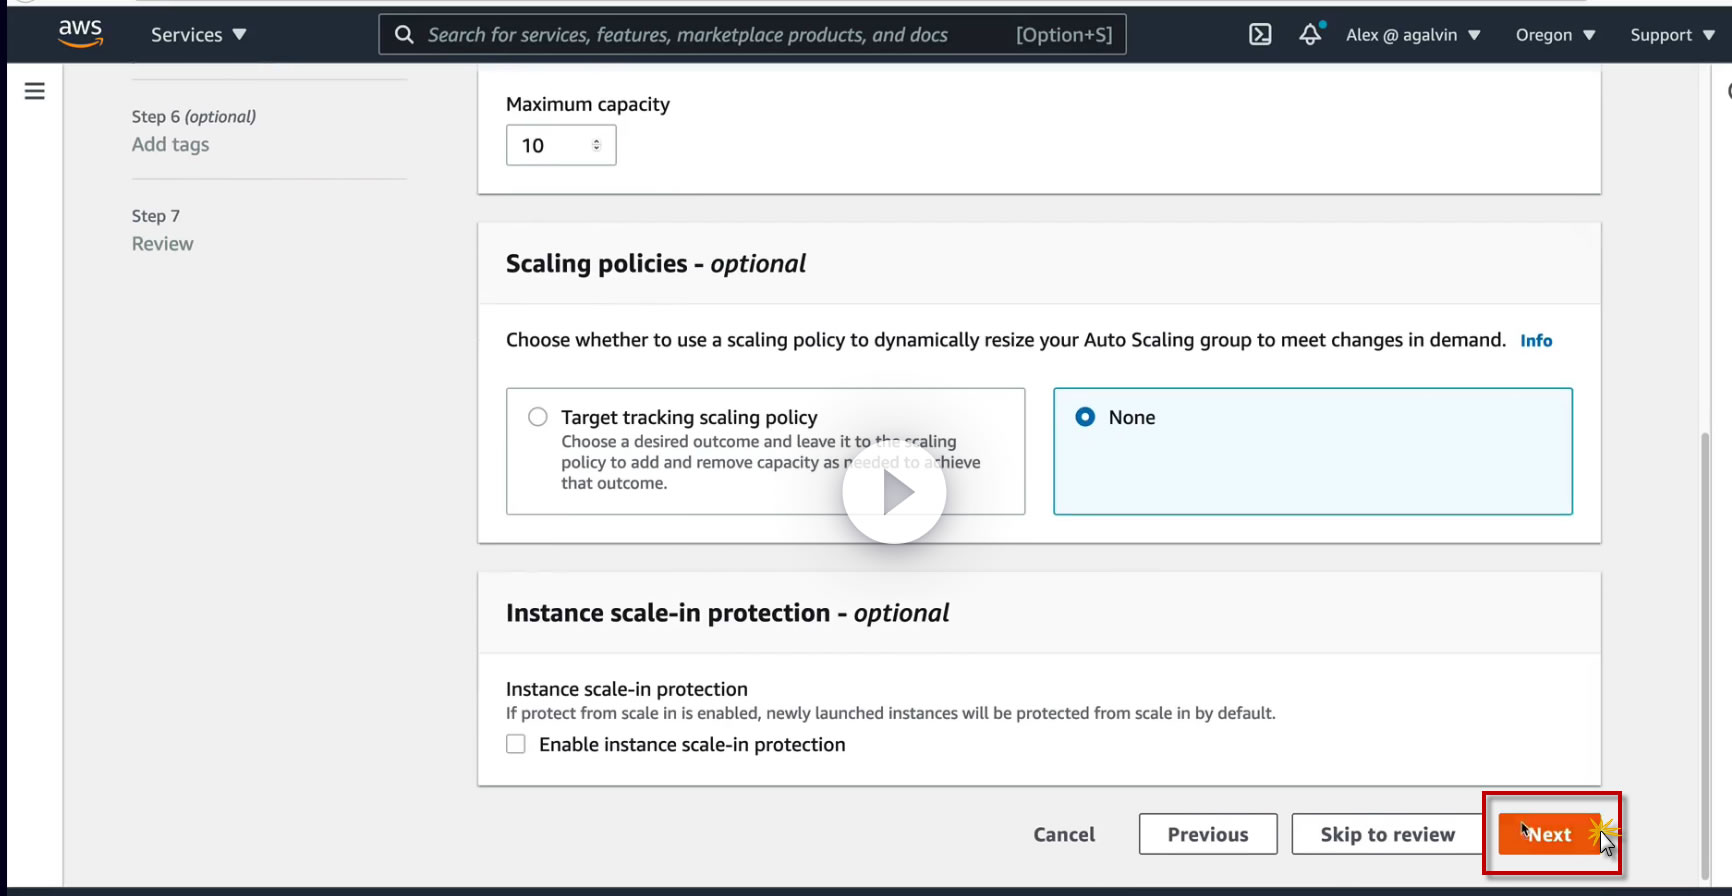 aws
Services
Search for services, features, marketplace products, and docs
[Option+S]
Alex @ agalvin
Oregon
Support
Step 6 (optional)
Add tags
Step 7
Review
Maximum capacity
10
Scaling policies - optional
Choose whether to use a scaling policy to dynamically resize your Auto Scaling group to meet changes in demand. Info
Target tracking scaling policy
Choose a desired outcome and leave it to the scaling
policy to add and remove capacity as needed to achieve
that outcome.
None
Instance scale-in protection - optional
Instance scale-in protection
If protect from scale in is enabled, newly launched instances will be protected from scale in by default.
Enable instance scale-in protection
Cancel
Previous
Skip to review
Next